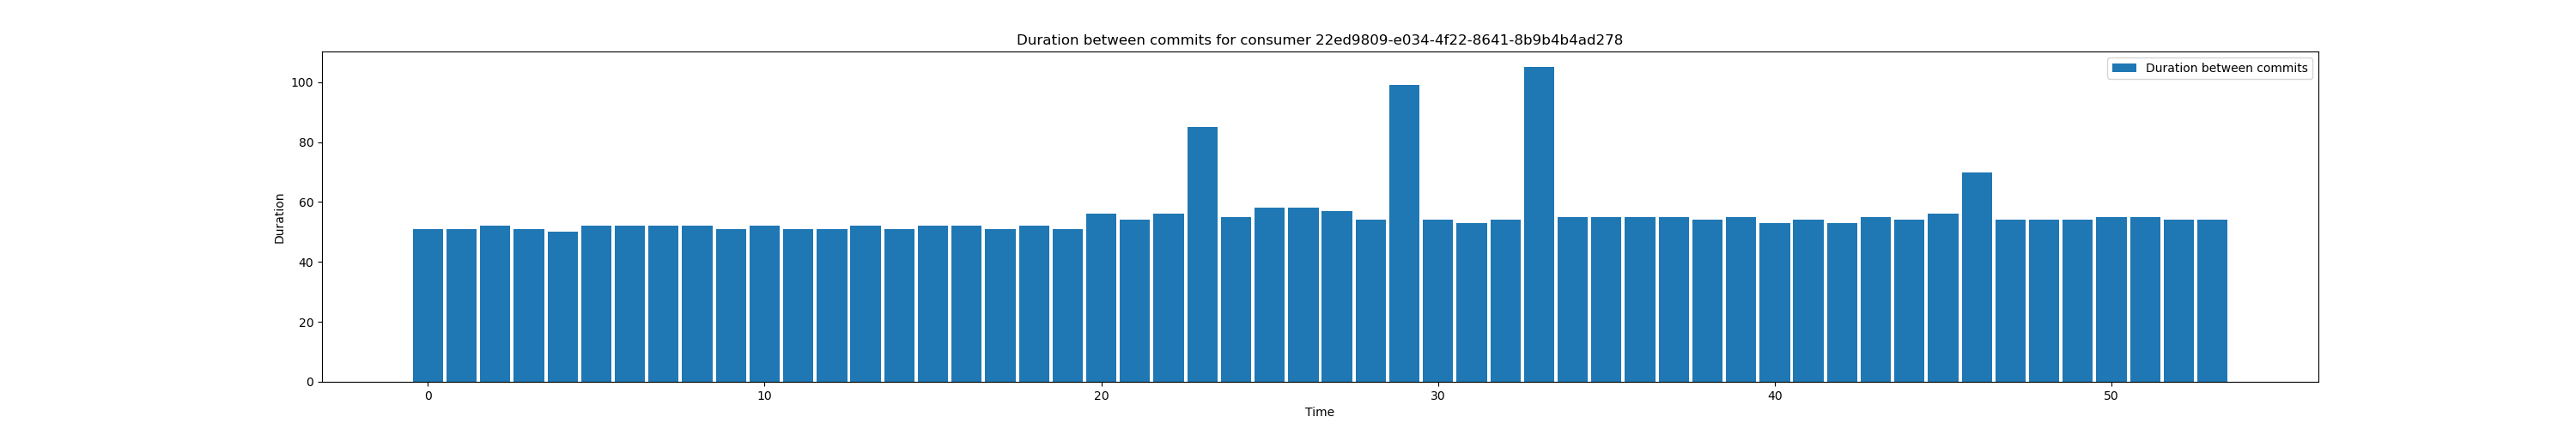 Duration between commits for consumer 22ed9809-e034-4f22-8641-8b9b4b4ad278
Duration between commits
100
80
60
40
20
0
Duration
0 10 20 30 40 50
Time